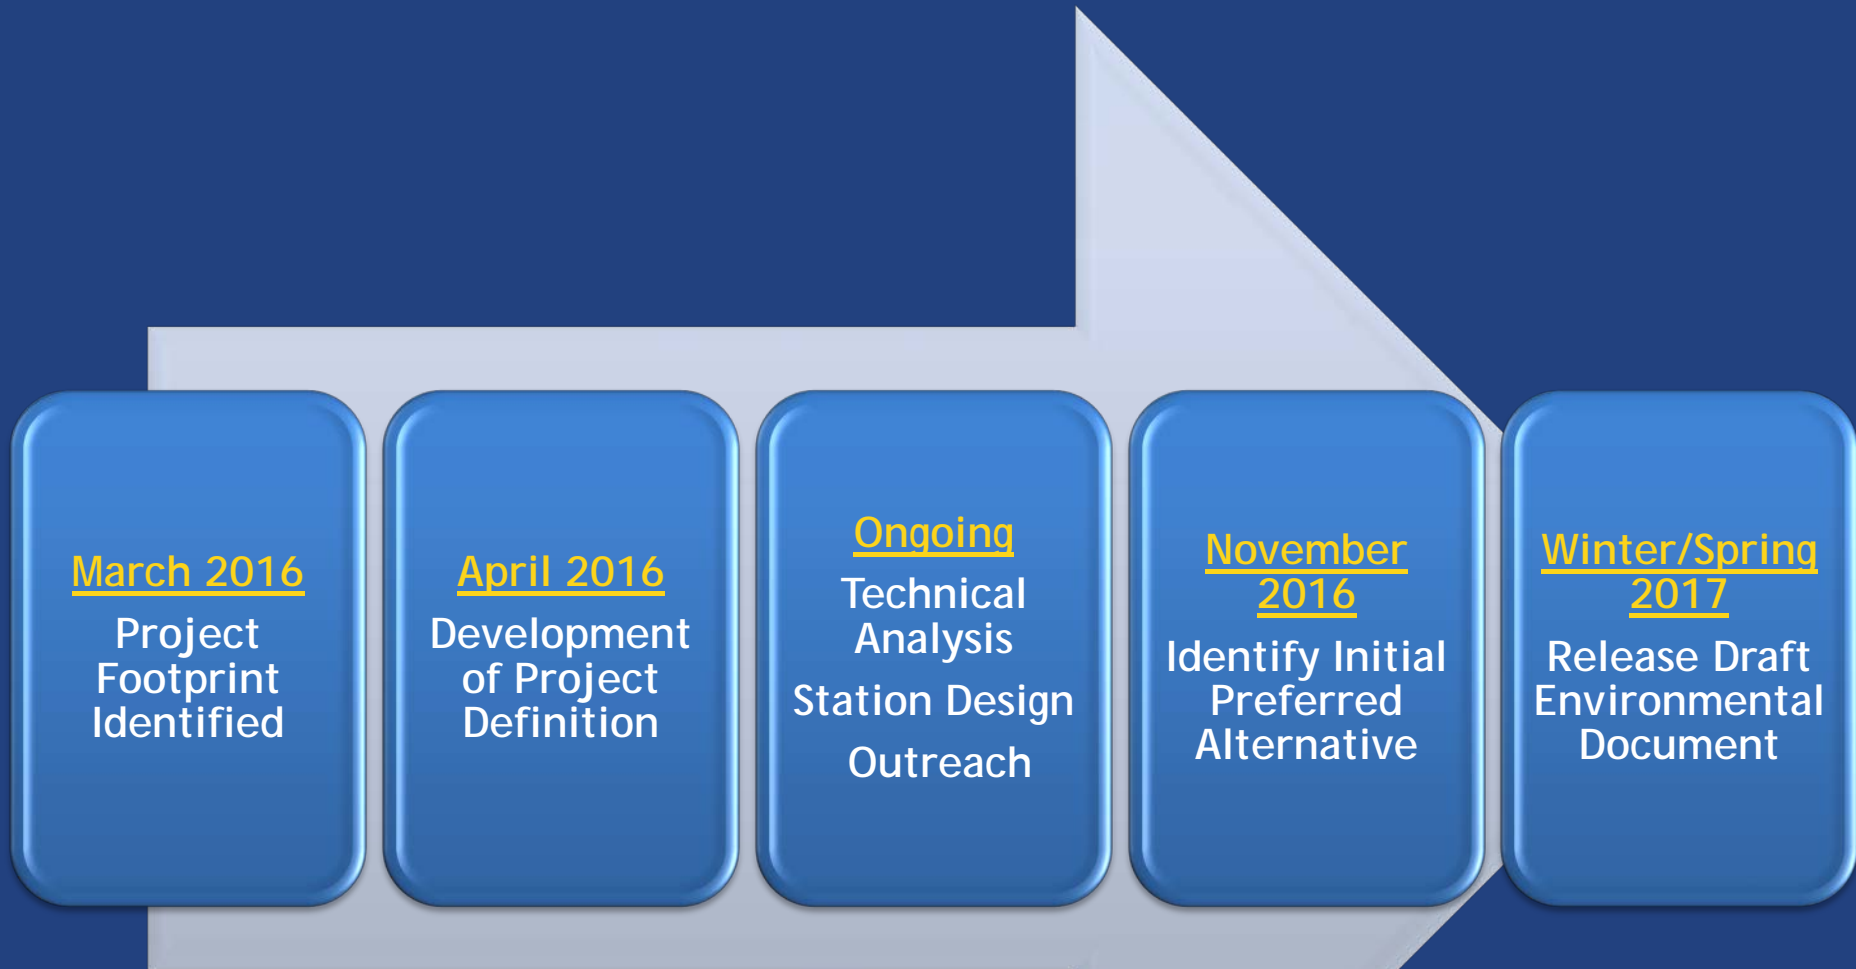 March 2016
Project
Footprint
Identified
April 2016
Development
of Project
Definition
Ongoing
Technical
Analysis
Station Design
Outreach
November
2016
Identify Initial
Preferred
Alternative
Winter/Spring
2017
Release Draft
Environmental
Document